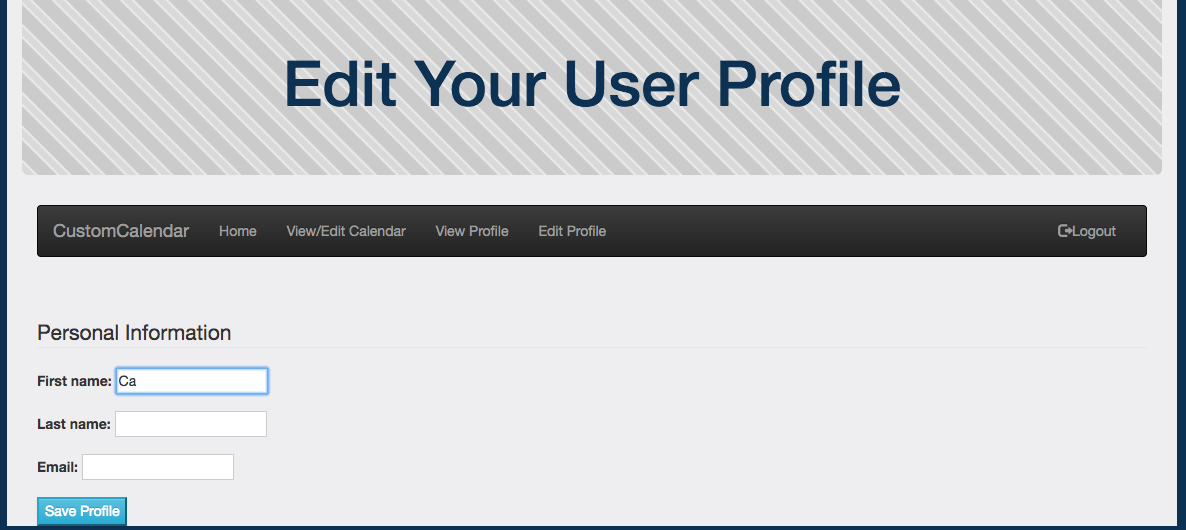 Edit Your User Profile
CustomCalendar Home View/Edit Calendar View Profile Edit Profile Logout
Personal Information
First name: Ca
Last name:
Email:
Save Profile